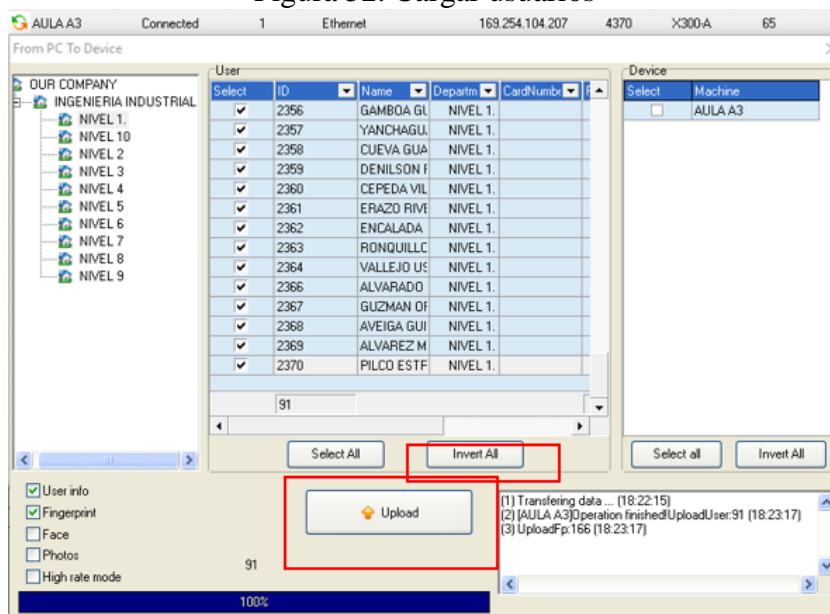 AULA A3 Connected 1 Ethernet 169.254.104.207 4370 X300-A 65
From PC To Device
OUR COMPANY
INGENIERIA INDUSTRIAL
NIVEL 1.
NIVEL 10
NIVEL 2
NIVEL 3
NIVEL 4
NIVEL 5
NIVEL 6
NIVEL 7
NIVEL 8
NIVEL 9
User
Select ID Name Departm CardNumbe
2356 GAMBOA GU NIVEL 1.
2357 YANCHAGU. NIVEL 1.
2358 CUEVA GUA NIVEL 1.
2359 DENILSON NIVEL 1.
2360 CEPEDA VIL NIVEL 1.
2361 ERAZO RIVE NIVEL 1.
2362 ENCALADA NIVEL 1.
2363 RONQUILLC NIVEL 1.
2364 VALLEJO US NIVEL 1.
2366 ALVARADO NIVEL 1.
2367 GUZMAN NIVEL 1.
2368 AVEIGA GUI NIVEL 1.
2369 ALVAREZ M NIVEL 1.
2370 PILCO ESTF NIVEL 1.
91
Select All Invert All
Device
Select Machine
AULA A3
Select all Invert All
User info
Fingerprint
Face
Photos
High rate mode
Upload
91
100%
(1) Transfering data ... (18:22:15)
(2) [AULA A3]Operation finished!UploadUser:91 (18:23:17)
(3) UploadFp:166 (18:23:17)